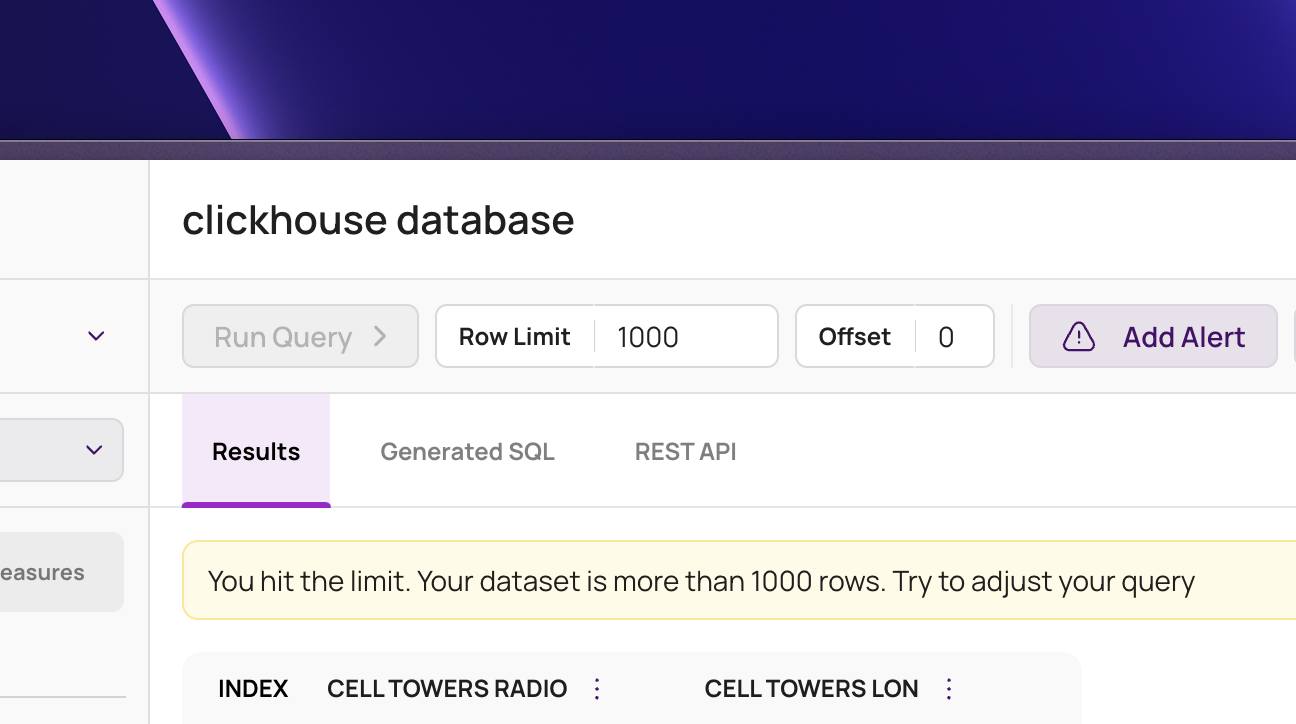 clickhouse database
Run Query
Row Limit 1000
Offset 0
Add Alert
Results
Generated SQL
REST API
easures
You hit the limit. Your dataset is more than 1000 rows. Try to adjust your query
INDEX
CELL TOWERS RADIO
CELL TOWERS LON